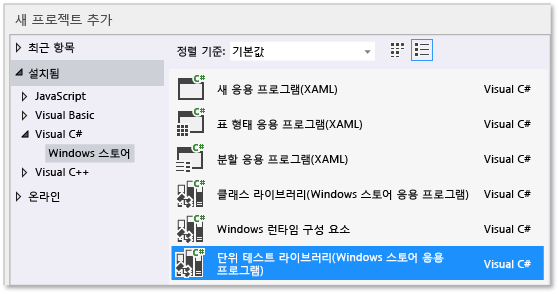 새 프로젝트 추가
최근 항목
설치됨
JavaScript
Visual Basic
Visual C#
Windows 스토어
Visual C++
온라인
정렬 기준: 기본값
C# 새 응용 프로그램(XAML) Visual C#
C# 표 형태 응용 프로그램(XAML) Visual C#
C# 분할 응용 프로그램(XAML) Visual C#
C# 클래스 라이브러리(Windows 스토어 응용 프로그램) Visual C#
C# Windows 런타임 구성 요소 Visual C#
C# 단위 테스트 라이브러리(Windows 스토어 응용 Visual C#
프로그램)